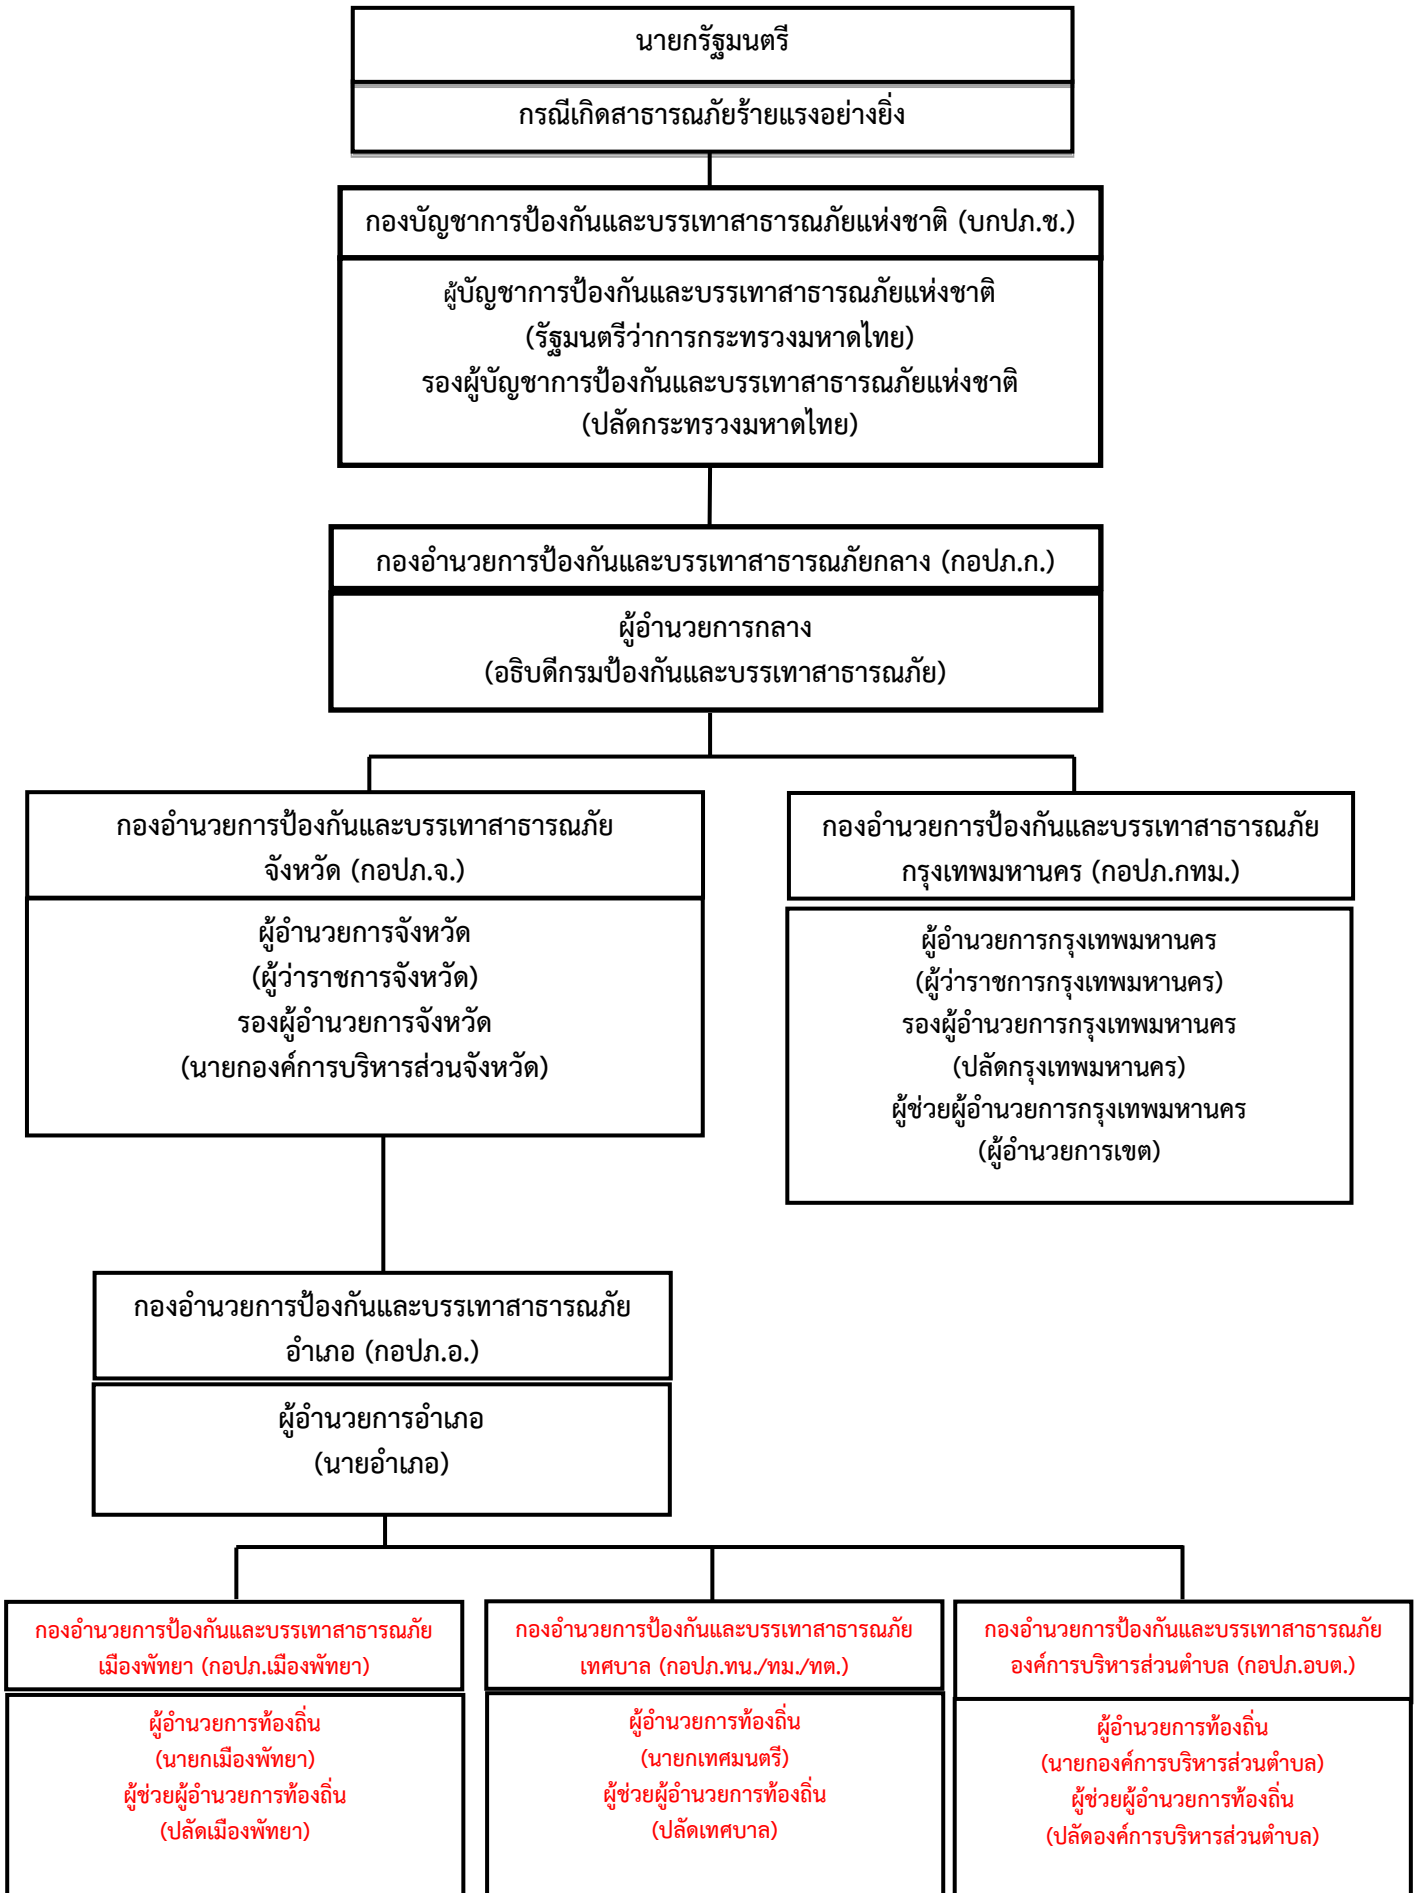 นายกรัฐมนตรี
กรณีเกิดสาธารณภัยร้ายแรงอย่างยิ่ง
กองบัญชาการป้องกันและบรรเทาสาธารณภัยแห่งชาติ (บกปภ.ช.)
ผู้บัญชาการป้องกันและบรรเทาสาธารณภัยแห่งชาติ
(รัฐมนตรีว่าการกระทรวงมหาดไทย)
รองผู้บัญชาการป้องกันและบรรเทาสาธารณภัยแห่งชาติ
(ปลัดกระทรวงมหาดไทย)
กองอำนวยการป้องกันและบรรเทาสาธารณภัยกลาง (กอปภ.ก.)
ผู้อำนวยการกลาง
(อธิบดีกรมป้องกันและบรรเทาสาธารณภัย)
กองอำนวยการป้องกันและบรรเทาสาธารณภัย
จังหวัด (กอปภ.จ.)
ผู้อำนวยการจังหวัด
(ผู้ว่าราชการจังหวัด)
รองผู้อำนวยการจังหวัด
(นายกองค์การบริหารส่วนจังหวัด)
กองอำนวยการป้องกันและบรรเทาสาธารณภัย
กรุงเทพมหานคร (กอปภ.กทม.)
ผู้อำนวยการกรุงเทพมหานคร
(ผู้ว่าราชการกรุงเทพมหานคร)
รองผู้อำนวยการกรุงเทพมหานคร
(ปลัดกรุงเทพมหานคร)
ผู้ช่วยผู้อำนวยการกรุงเทพมหานคร
(ผู้อำนวยการเขต)
กองอำนวยการป้องกันและบรรเทาสาธารณภัย
อำเภอ (กอปภ.อ.)
ผู้อำนวยการอำเภอ
(นายอำเภอ)
กองอำนวยการป้องกันและบรรเทาสาธารณภัย
เมืองพัทยา (กอปภ.เมืองพัทยา)
ผู้อำนวยการท้องถิ่น
(นายกเมืองพัทยา)
ผู้ช่วยผู้อำนวยการท้องถิ่น
(ปลัดเมืองพัทยา)
กองอำนวยการป้องกันและบรรเทาสาธารณภัย
เทศบาล (กอปภ.ทน./ทม./ทต.)
ผู้อำนวยการท้องถิ่น
(นายกเทศมนตรี)
ผู้ช่วยผู้อำนวยการท้องถิ่น
(ปลัดเทศบาล)
กองอำนวยการป้องกันและบรรเทาสาธารณภัย
องค์การบริหารส่วนตำบล (กอปภ.อบต.)
ผู้อำนวยการท้องถิ่น
(นายกองค์การบริหารส่วนตำบล)
ผู้ช่วยผู้อำนวยการท้องถิ่น
(ปลัดองค์การบริหารส่วนตำบล)